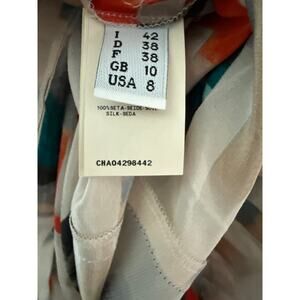 I 42
D 38
F 38
GB 10
USA 8
100%SETA-SEIDE-SOIE
SILK-SEDA
CHA04298442